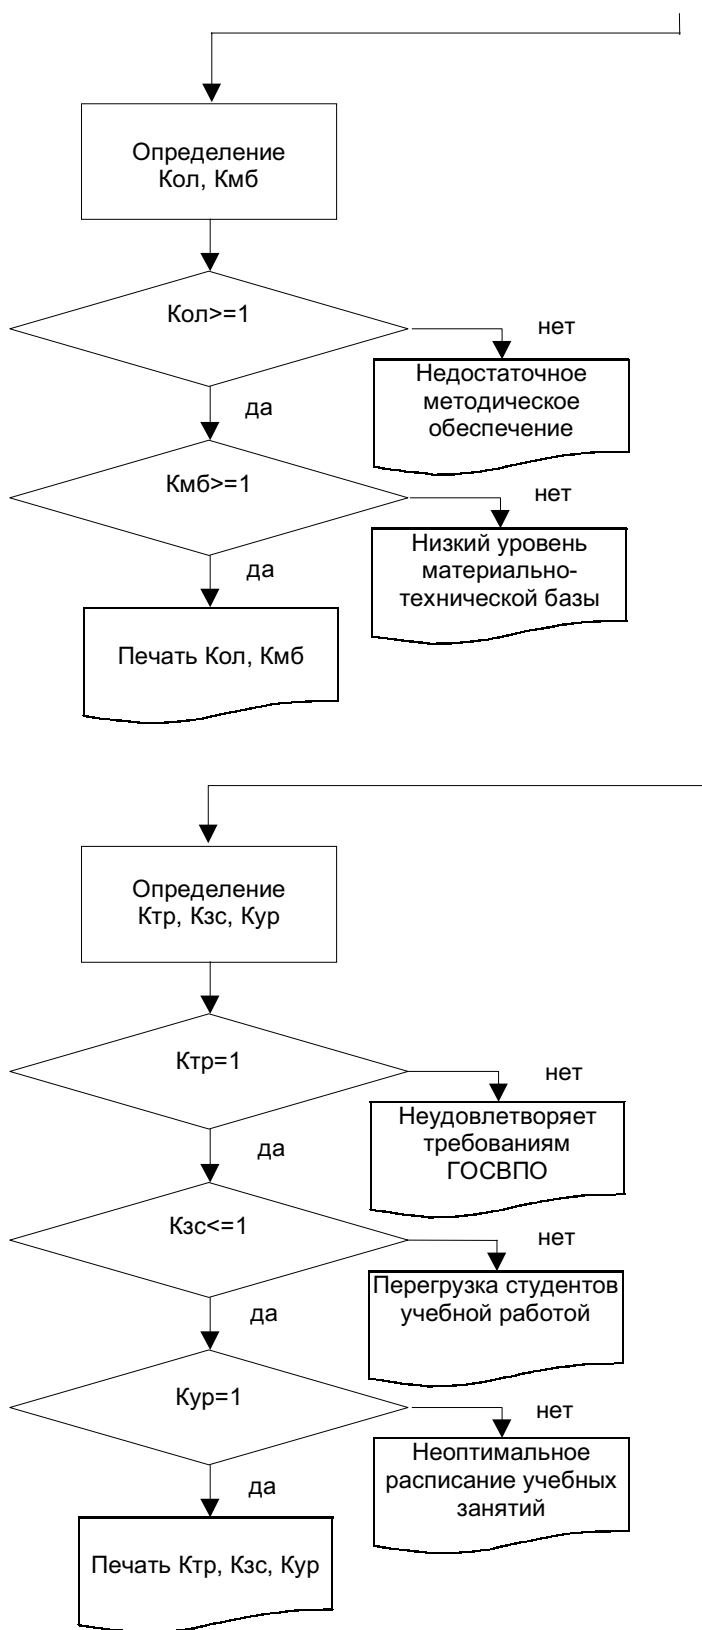 Определение
Кол, Кмб
Кол>=1
нет
Недостаточное
методическое
обеспечение
да
Кмб>=1
нет
Низкий уровень
материально-
технической базы
да
Печать Кол, Кмб
Определение
Ктр, Кзс, Кур
Ктр=1
нет
Неудовлетворяет
требованиям
ГОСВПО
да
Кзс<=1
нет
Перегрузка студентов
учебной работой
да
Кур=1
нет
Неоптимальное
расписание учебных
занятий
да
Печать Ктр, Кзс, Кур